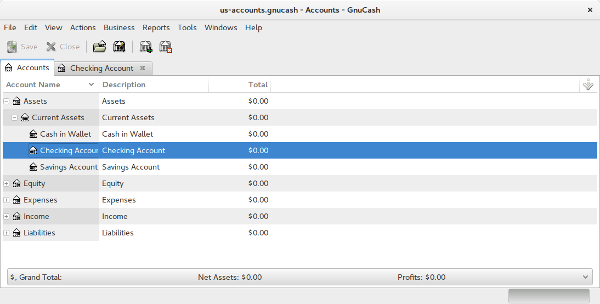 us-accounts.gnucash - Accounts - GnuCash
File Edit View Actions Business Reports Tools Windows Help
Save Close
Accounts Checking Account
Account Name Description Total
Assets Assets $0.00
Current Assets Current Assets $0.00
Cash in Wallet Cash in Wallet $0.00
Checking Accour Checking Account $0.00
Savings Account Savings Account $0.00
Equity Equity $0.00
Expenses Expenses $0.00
Income Income $0.00
Liabilities Liabilities $0.00
$, Grand Total: Net Assets: $0.00 Profits: $0.00